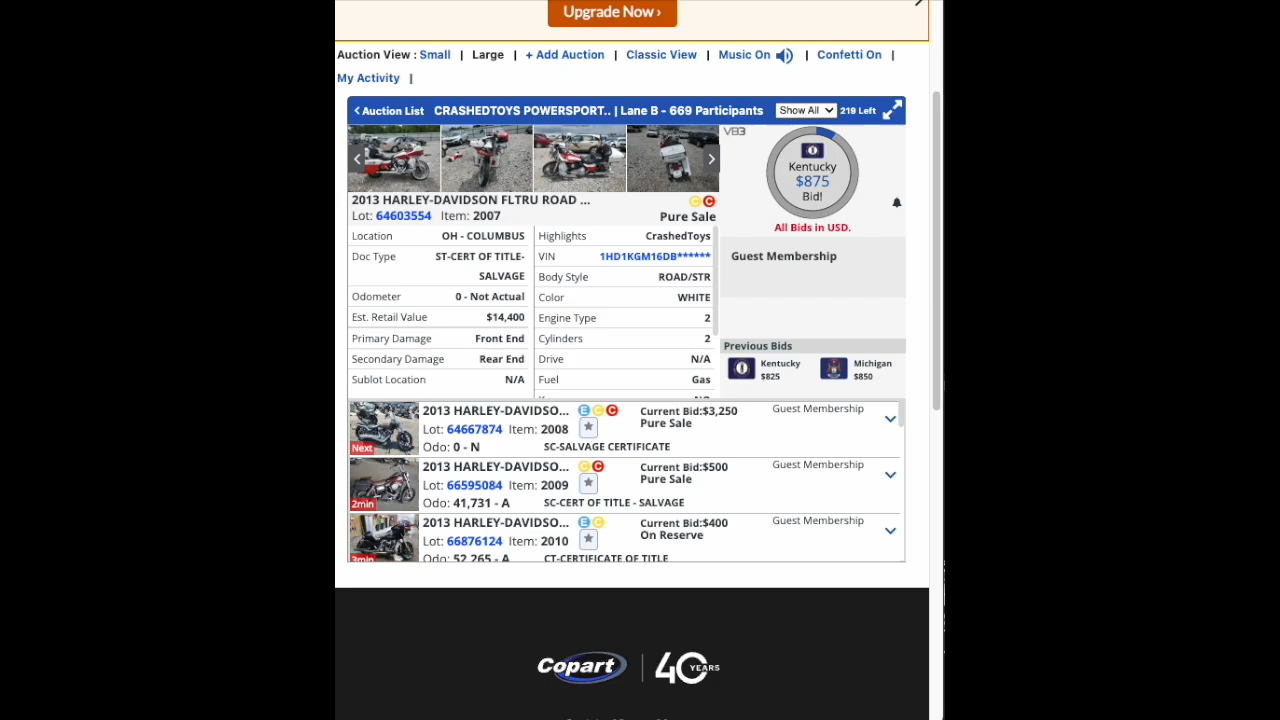 Upgrade Now ›
Auction View : Small | Large | + Add Auction | Classic View | Music On | Confetti On |
My Activity |
Auction List CRASHEDTOYS POWERSPORT.. | Lane B - 669 Participants Show All 219 Left
VB3
Kentucky
$875
Bid!
All Bids in USD.
2013 HARLEY-DAVIDSON FLTRU ROAD ... C C
Lot: 64603554 Item: 2007 Pure Sale
Location OH - COLUMBUS
Doc Type ST-CERT OF TITLE-
SALVAGE
Odometer 0 - Not Actual
Est. Retail Value $14,400
Primary Damage Front End
Secondary Damage Rear End
Sublot Location N/A
Highlights CrashedToys
VIN 1HD1KGM16DB******
Body Style ROAD/STR
Color WHITE
Engine Type 2
Cylinders 2
Drive N/A
Fuel Gas
Guest Membership
Previous Bids
Kentucky
$825
Michigan
$850
2013 HARLEY-DAVIDSO... E C C Current Bid:$3,250 Guest Membership
Lot: 64667874 Item: 2008 Pure Sale
Next Odo: 0 - N SC-SALVAGE CERTIFICATE
2013 HARLEY-DAVIDSO... C C Current Bid:$500 Guest Membership
Lot: 66595084 Item: 2009 Pure Sale
2min Odo: 41,731 - A SC-CERT OF TITLE - SALVAGE
2013 HARLEY-DAVIDSO... E C Current Bid:$400 Guest Membership
Lot: 66876124 Item: 2010 On Reserve
3min Odo: 52,265 - A CT-CERTIFICATE OF TITLE
Copart | 40 YEARS